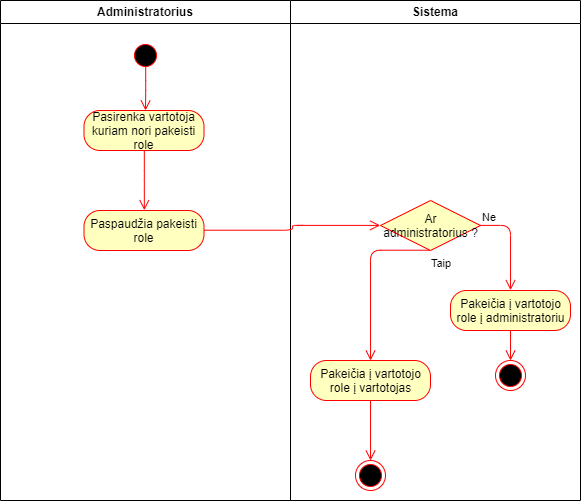 Administratorius
Sistema
Pasirenka vartotoja
kuriam nori pakeisti
role
Paspaudžia pakeisti
role
Ar
administratorius ?
Ne
Taip
Pakeičia į vartotojo
role į administratoriu
Pakeičia į vartotojo
role į vartotojas